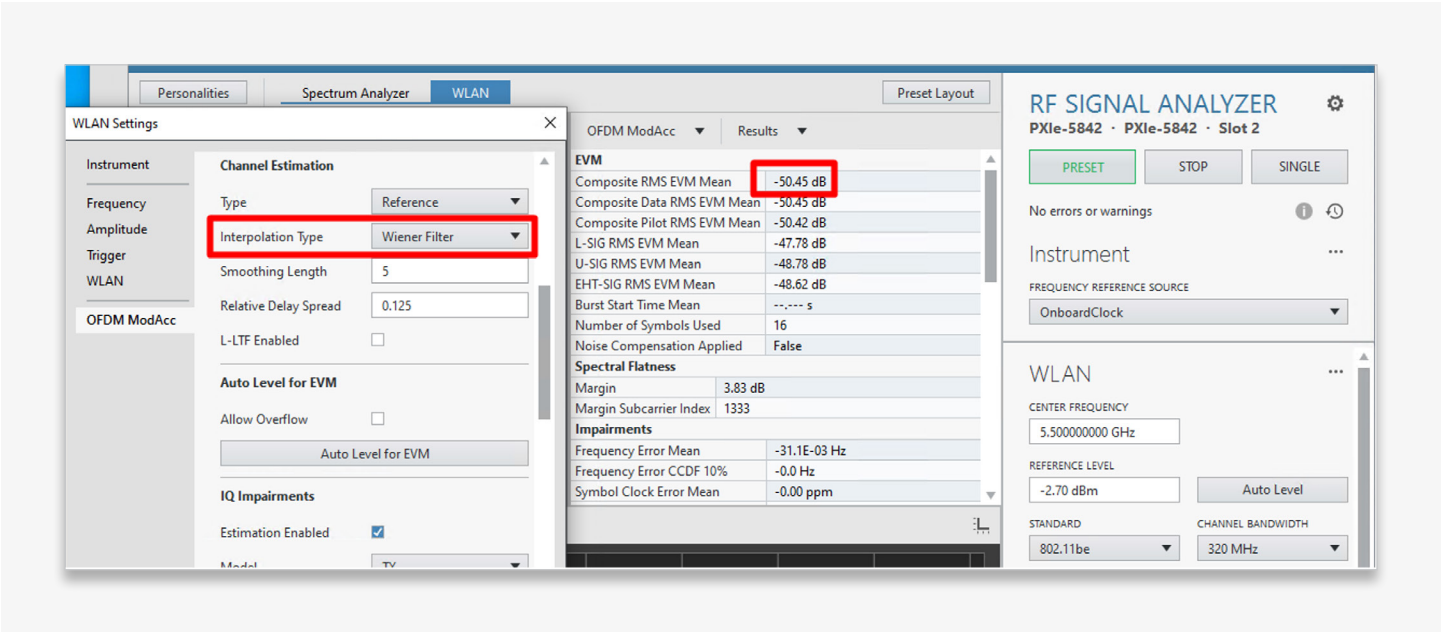 Personalities
Spectrum Analyzer
WLAN
Preset Layout
WLAN Settings
Instrument
Frequency
Amplitude
Trigger
WLAN
OFDM ModAcc
Channel Estimation
Type Reference
Interpolation Type Wiener Filter
Smoothing Length 5
Relative Delay Spread 0.125
L-LTF Enabled
Auto Level for EVM
Allow Overflow
Auto Level for EVM
IQ Impairments
Estimation Enabled
Model TX
OFDM ModAcc Results
EVM
Composite RMS EVM Mean -50.45 dB
Composite Data RMS EVM Mean -50.45 dB
Composite Pilot RMS EVM Mean -50.42 dB
L-SIG RMS EVM Mean -47.78 dB
U-SIG RMS EVM Mean -48.78 dB
EHT-SIG RMS EVM Mean -48.62 dB
Burst Start Time Mean --.--- s
Number of Symbols Used 16
Noise Compensation Applied False
Spectral Flatness
Margin 3.83 dB
Margin Subcarrier Index 1333
Impairments
Frequency Error Mean -31.1E-03 Hz
Frequency Error CCDF 10% -0.0 Hz
Symbol Clock Error Mean -0.00 ppm
RF SIGNAL ANALYZER
PXIe-5842 · PXIe-5842 · Slot 2
PRESET STOP SINGLE
No errors or warnings
Instrument
FREQUENCY REFERENCE SOURCE
OnboardClock
WLAN
CENTER FREQUENCY
5.500000000 GHz
REFERENCE LEVEL
-2.70 dBm Auto Level
STANDARD CHANNEL BANDWIDTH
802.11be 320 MHz